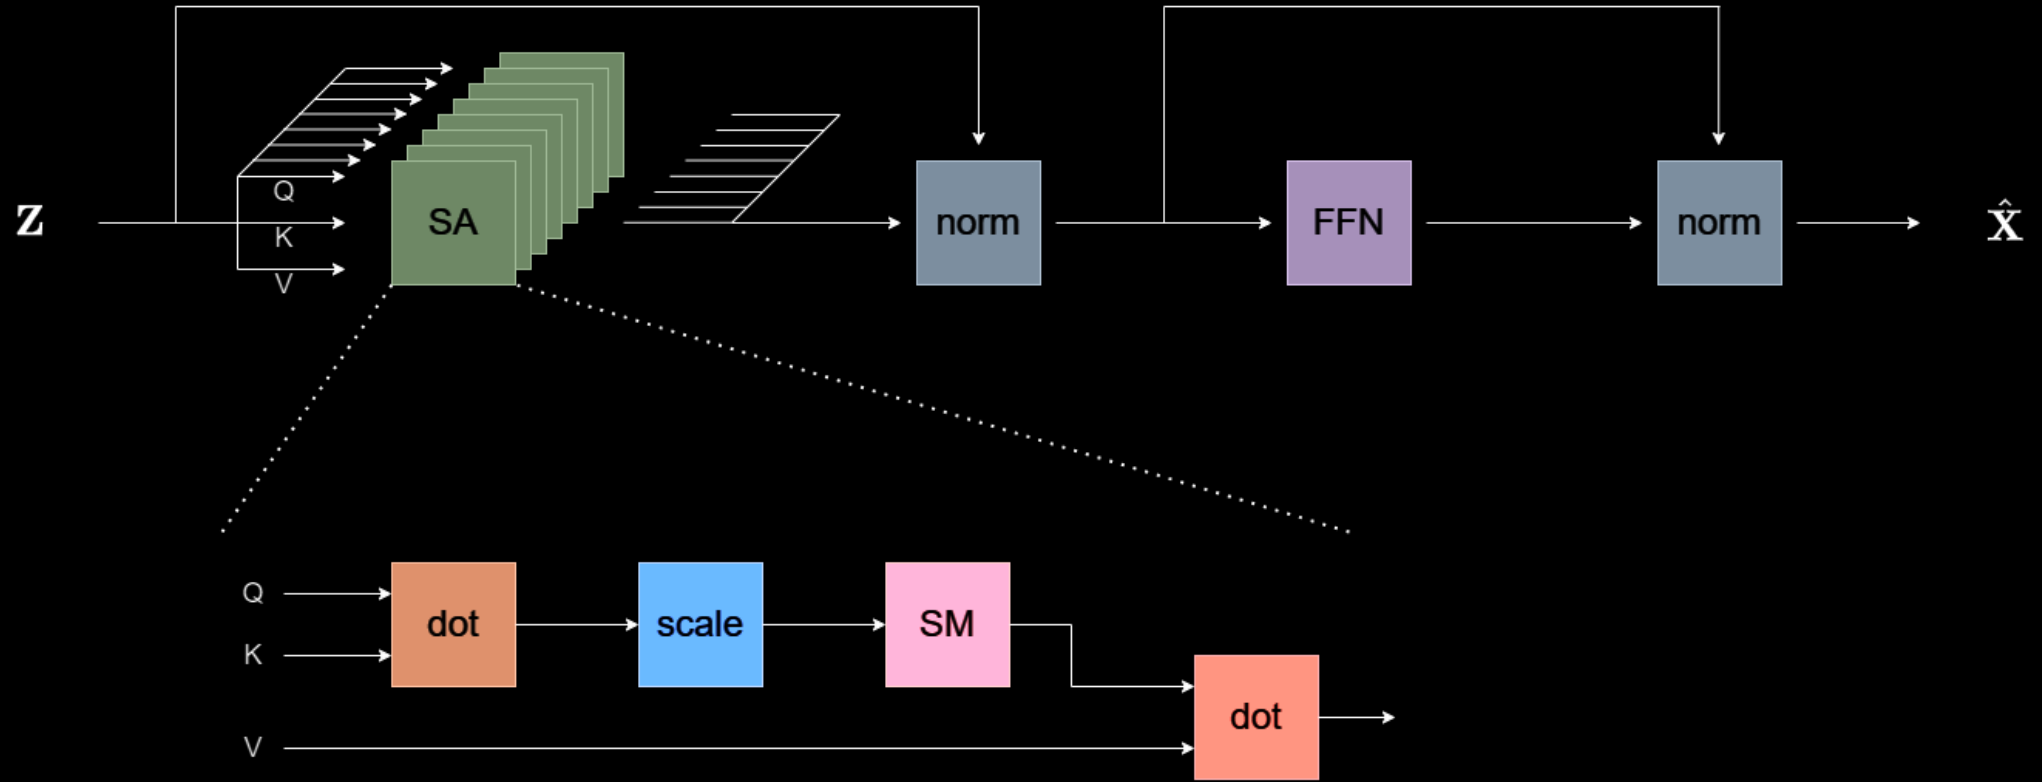 Q
Z
SA
norm
FFN
norm
X̂
K
V
Q
dot
scale
SM
K
dot
V